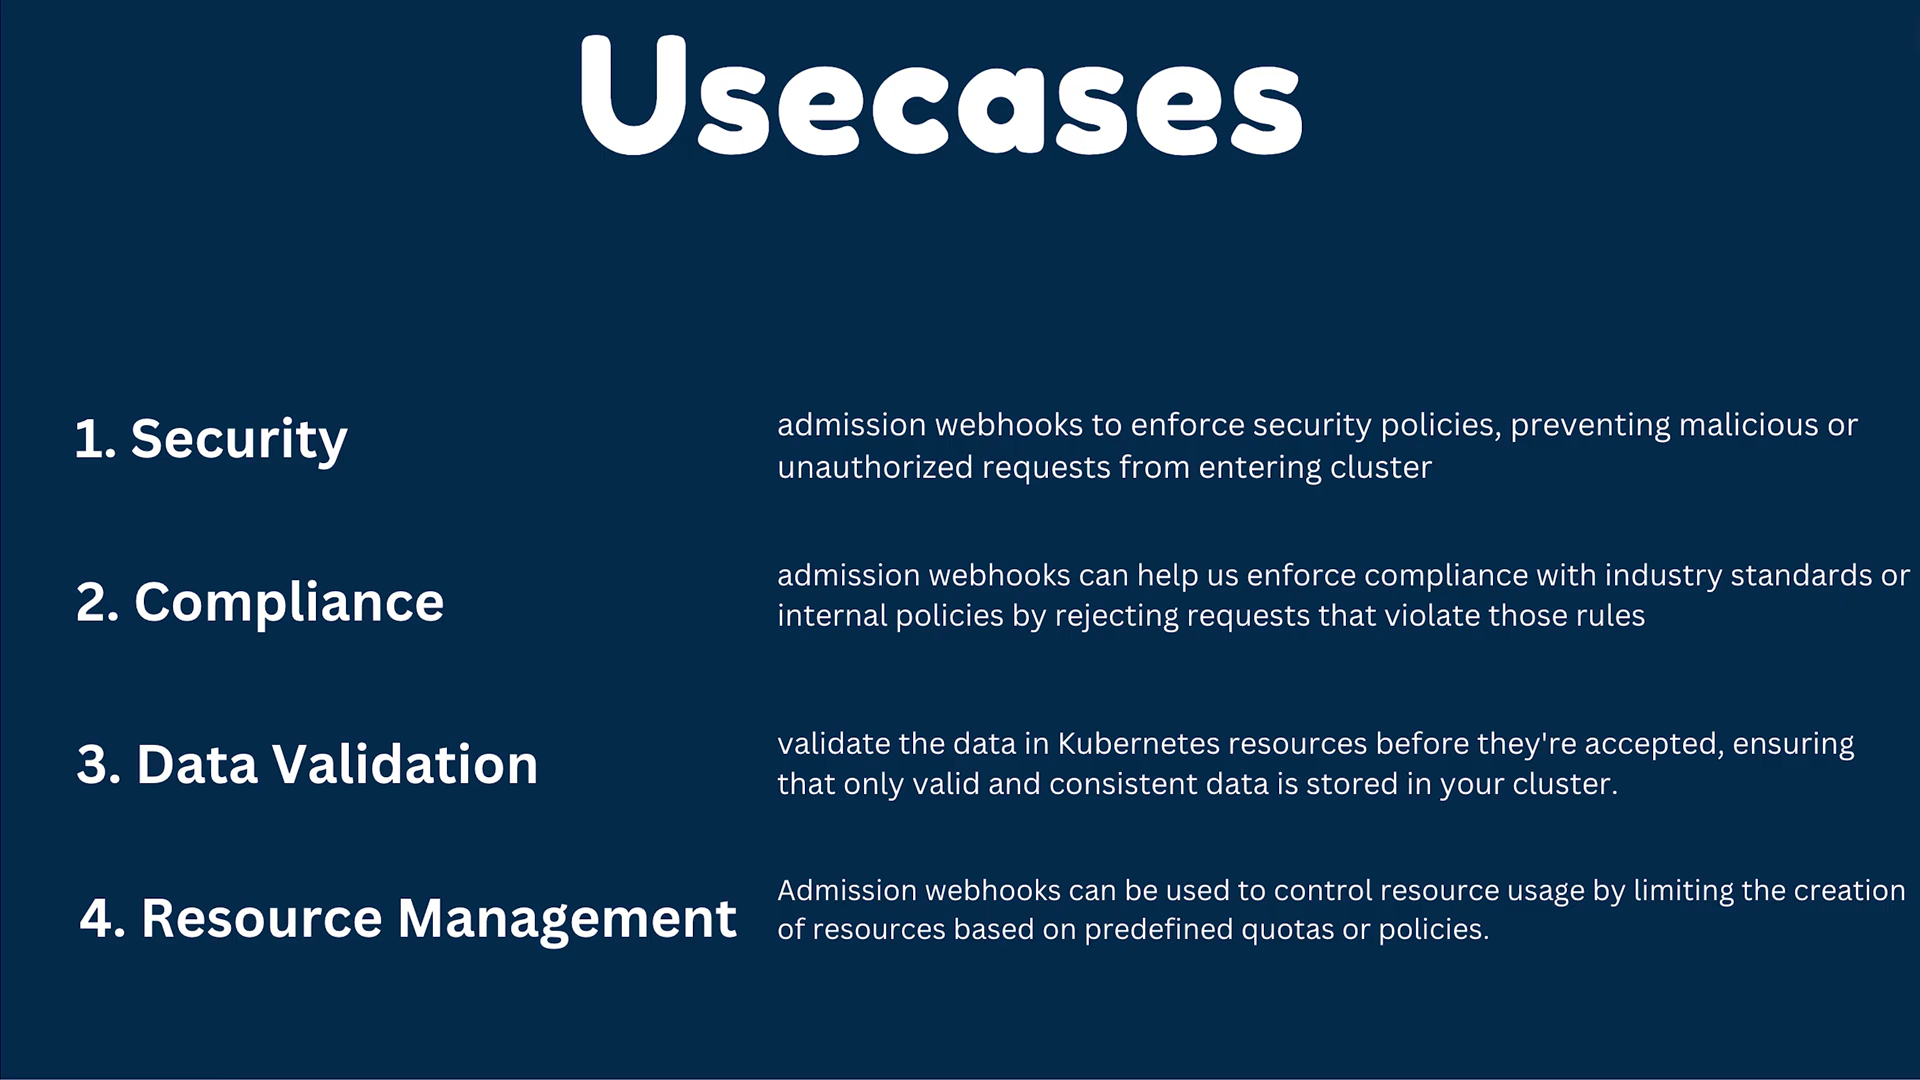 Usecases
1. Security
admission webhooks to enforce security policies, preventing malicious or
unauthorized requests from entering cluster
2. Compliance
admission webhooks can help us enforce compliance with industry standards or
internal policies by rejecting requests that violate those rules
3. Data Validation
validate the data in Kubernetes resources before they're accepted, ensuring
that only valid and consistent data is stored in your cluster.
4. Resource Management
Admission webhooks can be used to control resource usage by limiting the creation
of resources based on predefined quotas or policies.